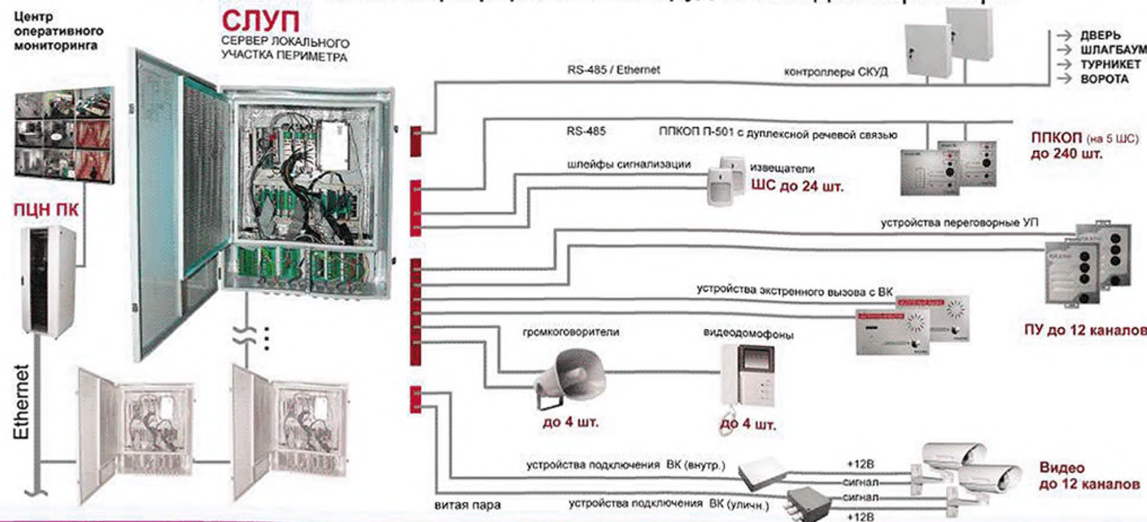 Центр
оперативного
мониторинга
СЛУП
СЕРВЕР ЛОКАЛЬНОГО
УЧАСТКА ПЕРИМЕТРА
RS-485 / Ethernet
контроллеры СКУД
→ ДВЕРЬ
→ ШЛАГБАУМ
→ ТУРНИКЕТ
→ ВОРОТА
RS-485
ППКОП П-501 с дуплексной речевой связью
ППКОП (на 5 ШС)
до 240 шт.
шлейфы сигнализации
извещатели
ШС до 24 шт.
ПЦН ПК
устройства переговорные УП
устройства экстренного вызова с ВК
ПУ до 12 каналов
громкоговорители
видеодомофоны
до 4 шт.
до 4 шт.
Ethernet
устройства подключения ВК (внутр.)
+12В
сигнал
Видео
до 12 каналов
витая пара
устройства подключения ВК (уличн.)
сигнал
+12В